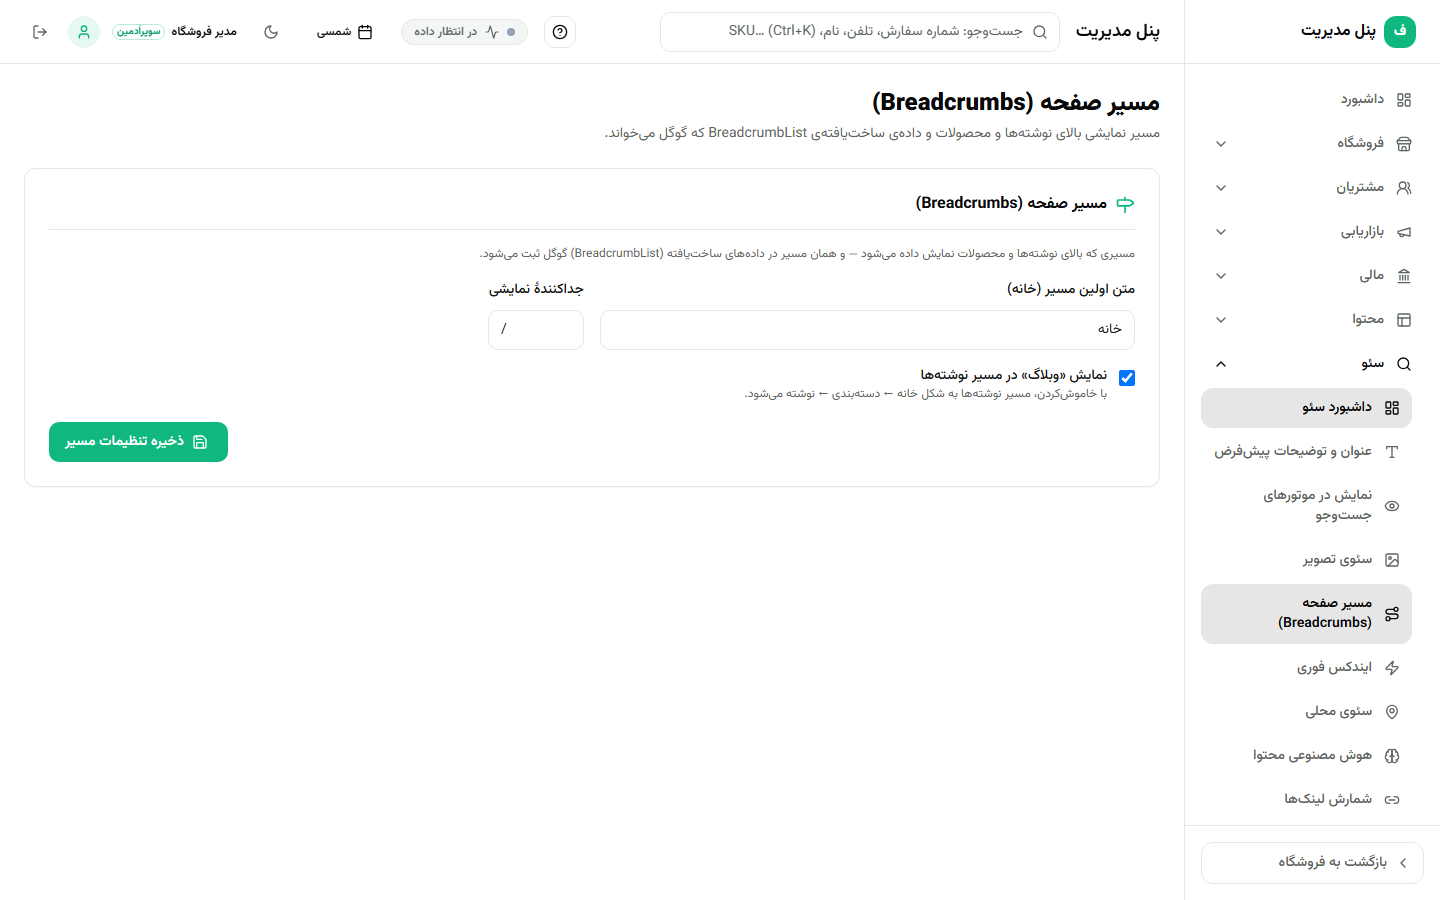 ف
پنل مدیریت
پنل مدیریت
جست‌وجو: شماره سفارش، تلفن، نام، SKU... (Ctrl+K)
در انتظار داده
شمسی
مدیر فروشگاه
سوپرادمین
داشبورد
فروشگاه
مشتریان
بازاریابی
مالی
محتوا
سئو
داشبورد سئو
عنوان و توضیحات پیش‌فرض
نمایش در موتورهای
جست‌وجو
سئوی تصویر
مسیر صفحه
(Breadcrumbs)
ایندکس فوری
سئوی محلی
هوش مصنوعی محتوا
شمارش لینک‌ها
بازگشت به فروشگاه
مسیر صفحه (Breadcrumbs)
مسیر نمایشی بالای نوشته‌ها و محصولات و داده‌ی ساخت‌یافته‌ی BreadcrumbList که گوگل می‌خواند.
مسیر صفحه (Breadcrumbs)
مسیری که بالای نوشته‌ها و محصولات نمایش داده می‌شود — و همان مسیر در داده‌های ساخت‌یافته (BreadcrumbList) گوگل ثبت می‌شود.
متن اولین مسیر (خانه)
جداکنندهٔ نمایشی
خانه
/
نمایش «وبلاگ» در مسیر نوشته‌ها
با خاموش‌کردن، مسیر نوشته‌ها به شکل خانه ← دسته‌بندی ← نوشته می‌شود.
ذخیره تنظیمات مسیر